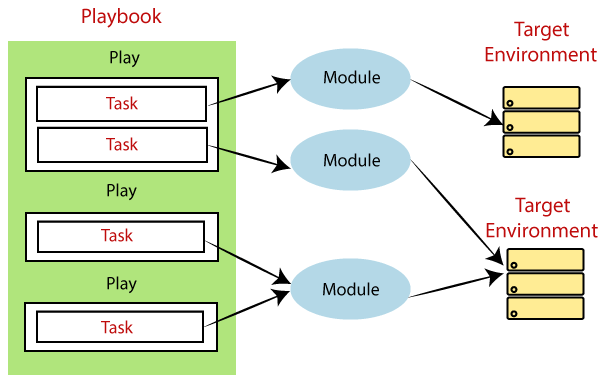 Playbook
Play
Task
Task
Play
Task
Play
Task
Module
Module
Module
Target
Environment
Target
Environment